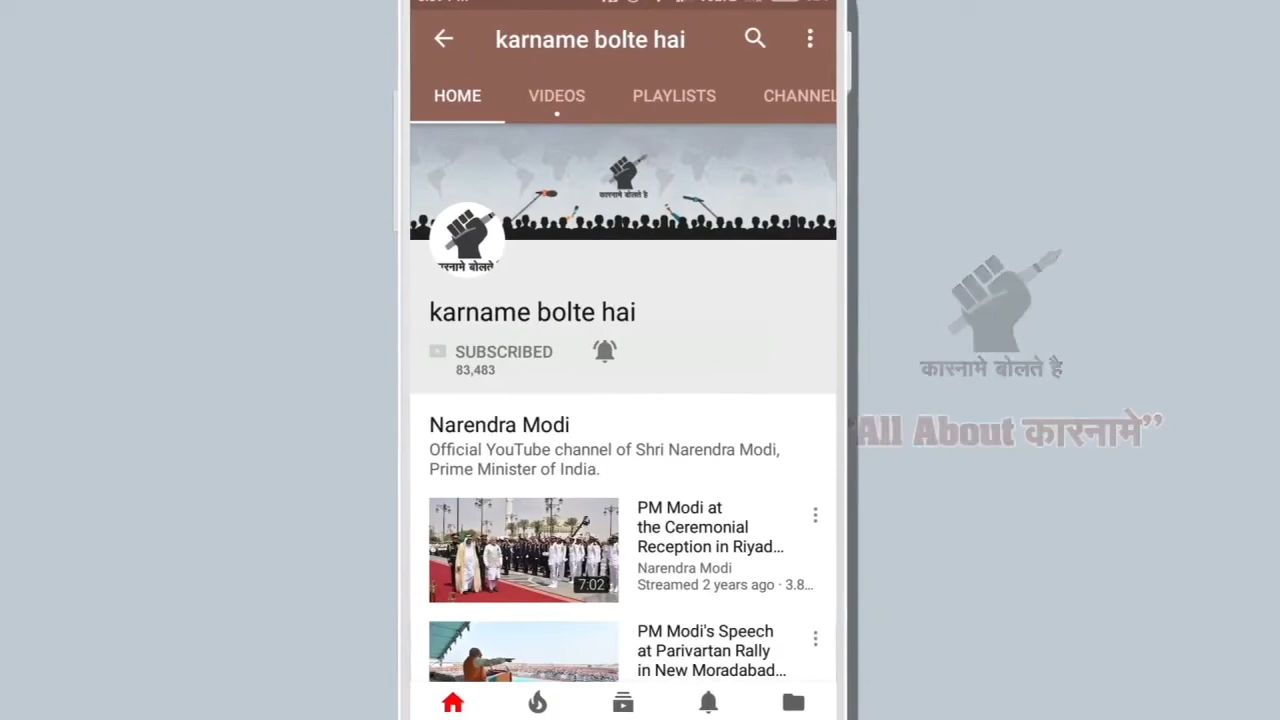 karname bolte hai
HOME VIDEOS PLAYLISTS CHANNEL
कारनामे बोलते है
karname bolte hai
SUBSCRIBED
83,483
Narendra Modi
Official YouTube channel of Shri Narendra Modi,
Prime Minister of India.
7:02
PM Modi at
the Ceremonial
Reception in Riyad...
Narendra Modi
Streamed 2 years ago · 3.8...
PM Modi's Speech
at Parivartan Rally
in New Moradabad...
कारनामे बोलते है
"All About कारनामे"